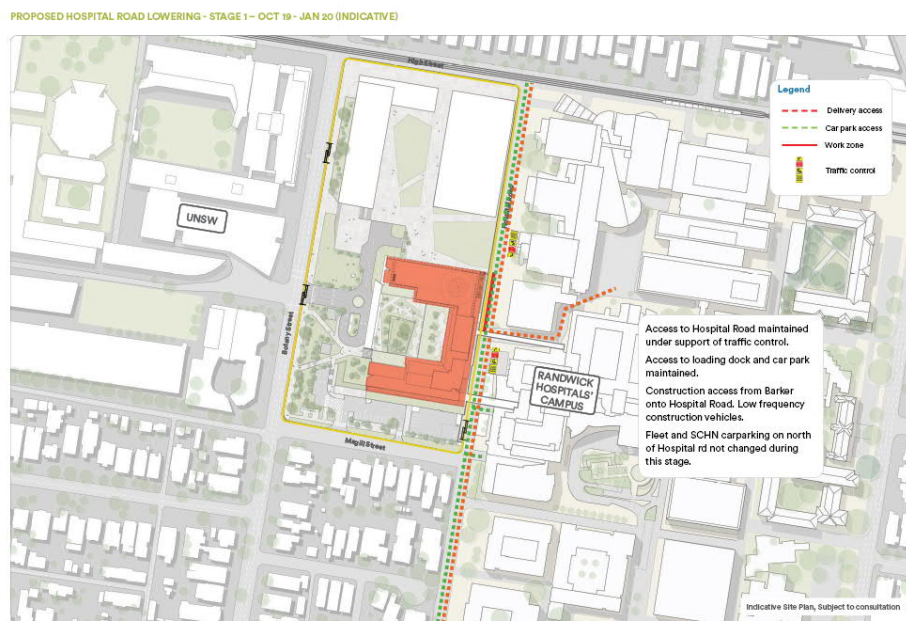 PROPOSED HOSPITAL ROAD LOWERING - STAGE 1 – OCT 19 - JAN 20 (INDICATIVE)
High Street
Legend
Delivery access
Car park access
Work zone
Traffic control
UNSW
Botany Street
Access to Hospital Road maintained
under support of traffic control.
Access to loading dock and car park
maintained.
Construction access from Barker
onto Hospital Road. Low frequency
construction vehicles.
Fleet and SCHN carparking on north
of Hospital rd not changed during
this stage.
RANDWICK
HOSPITALS'
CAMPUS
Magill Street
Indicative Site Plan, Subject to consultation